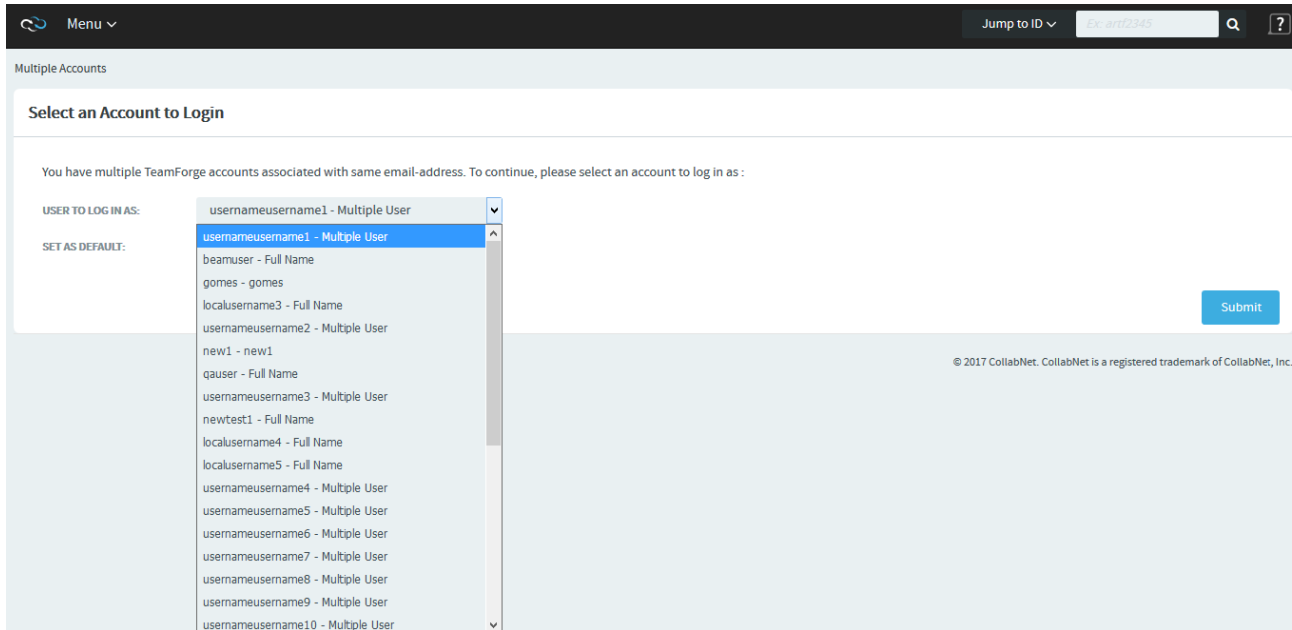 Menu
Jump to ID
Ex: artf2345
?
Multiple Accounts
Select an Account to Login
You have multiple TeamForge accounts associated with same email-address. To continue, please select an account to log in as :
USER TO LOG IN AS:
usernameusername1 - Multiple User
SET AS DEFAULT:
usernameusername1 - Multiple User
beamuser - Full Name
gomes - gomes
localusername3 - Full Name
usernameusername2 - Multiple User
new1 - new1
qauser - Full Name
usernameusername3 - Multiple User
newtest1 - Full Name
localusername4 - Full Name
localusername5 - Full Name
usernameusername4 - Multiple User
usernameusername5 - Multiple User
usernameusername6 - Multiple User
usernameusername7 - Multiple User
usernameusername8 - Multiple User
usernameusername9 - Multiple User
usernameusername10 - Multiple User
Submit
© 2017 CollabNet. CollabNet is a registered trademark of CollabNet, Inc.